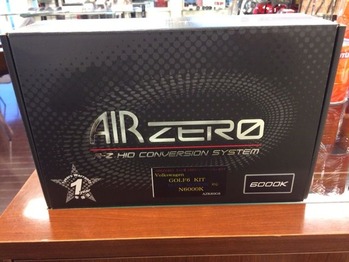 AIR ZERO
A-Z HID CONVERSION SYSTEM
Volkswagen
GOLF6 KIT
N6000K
6000K
1